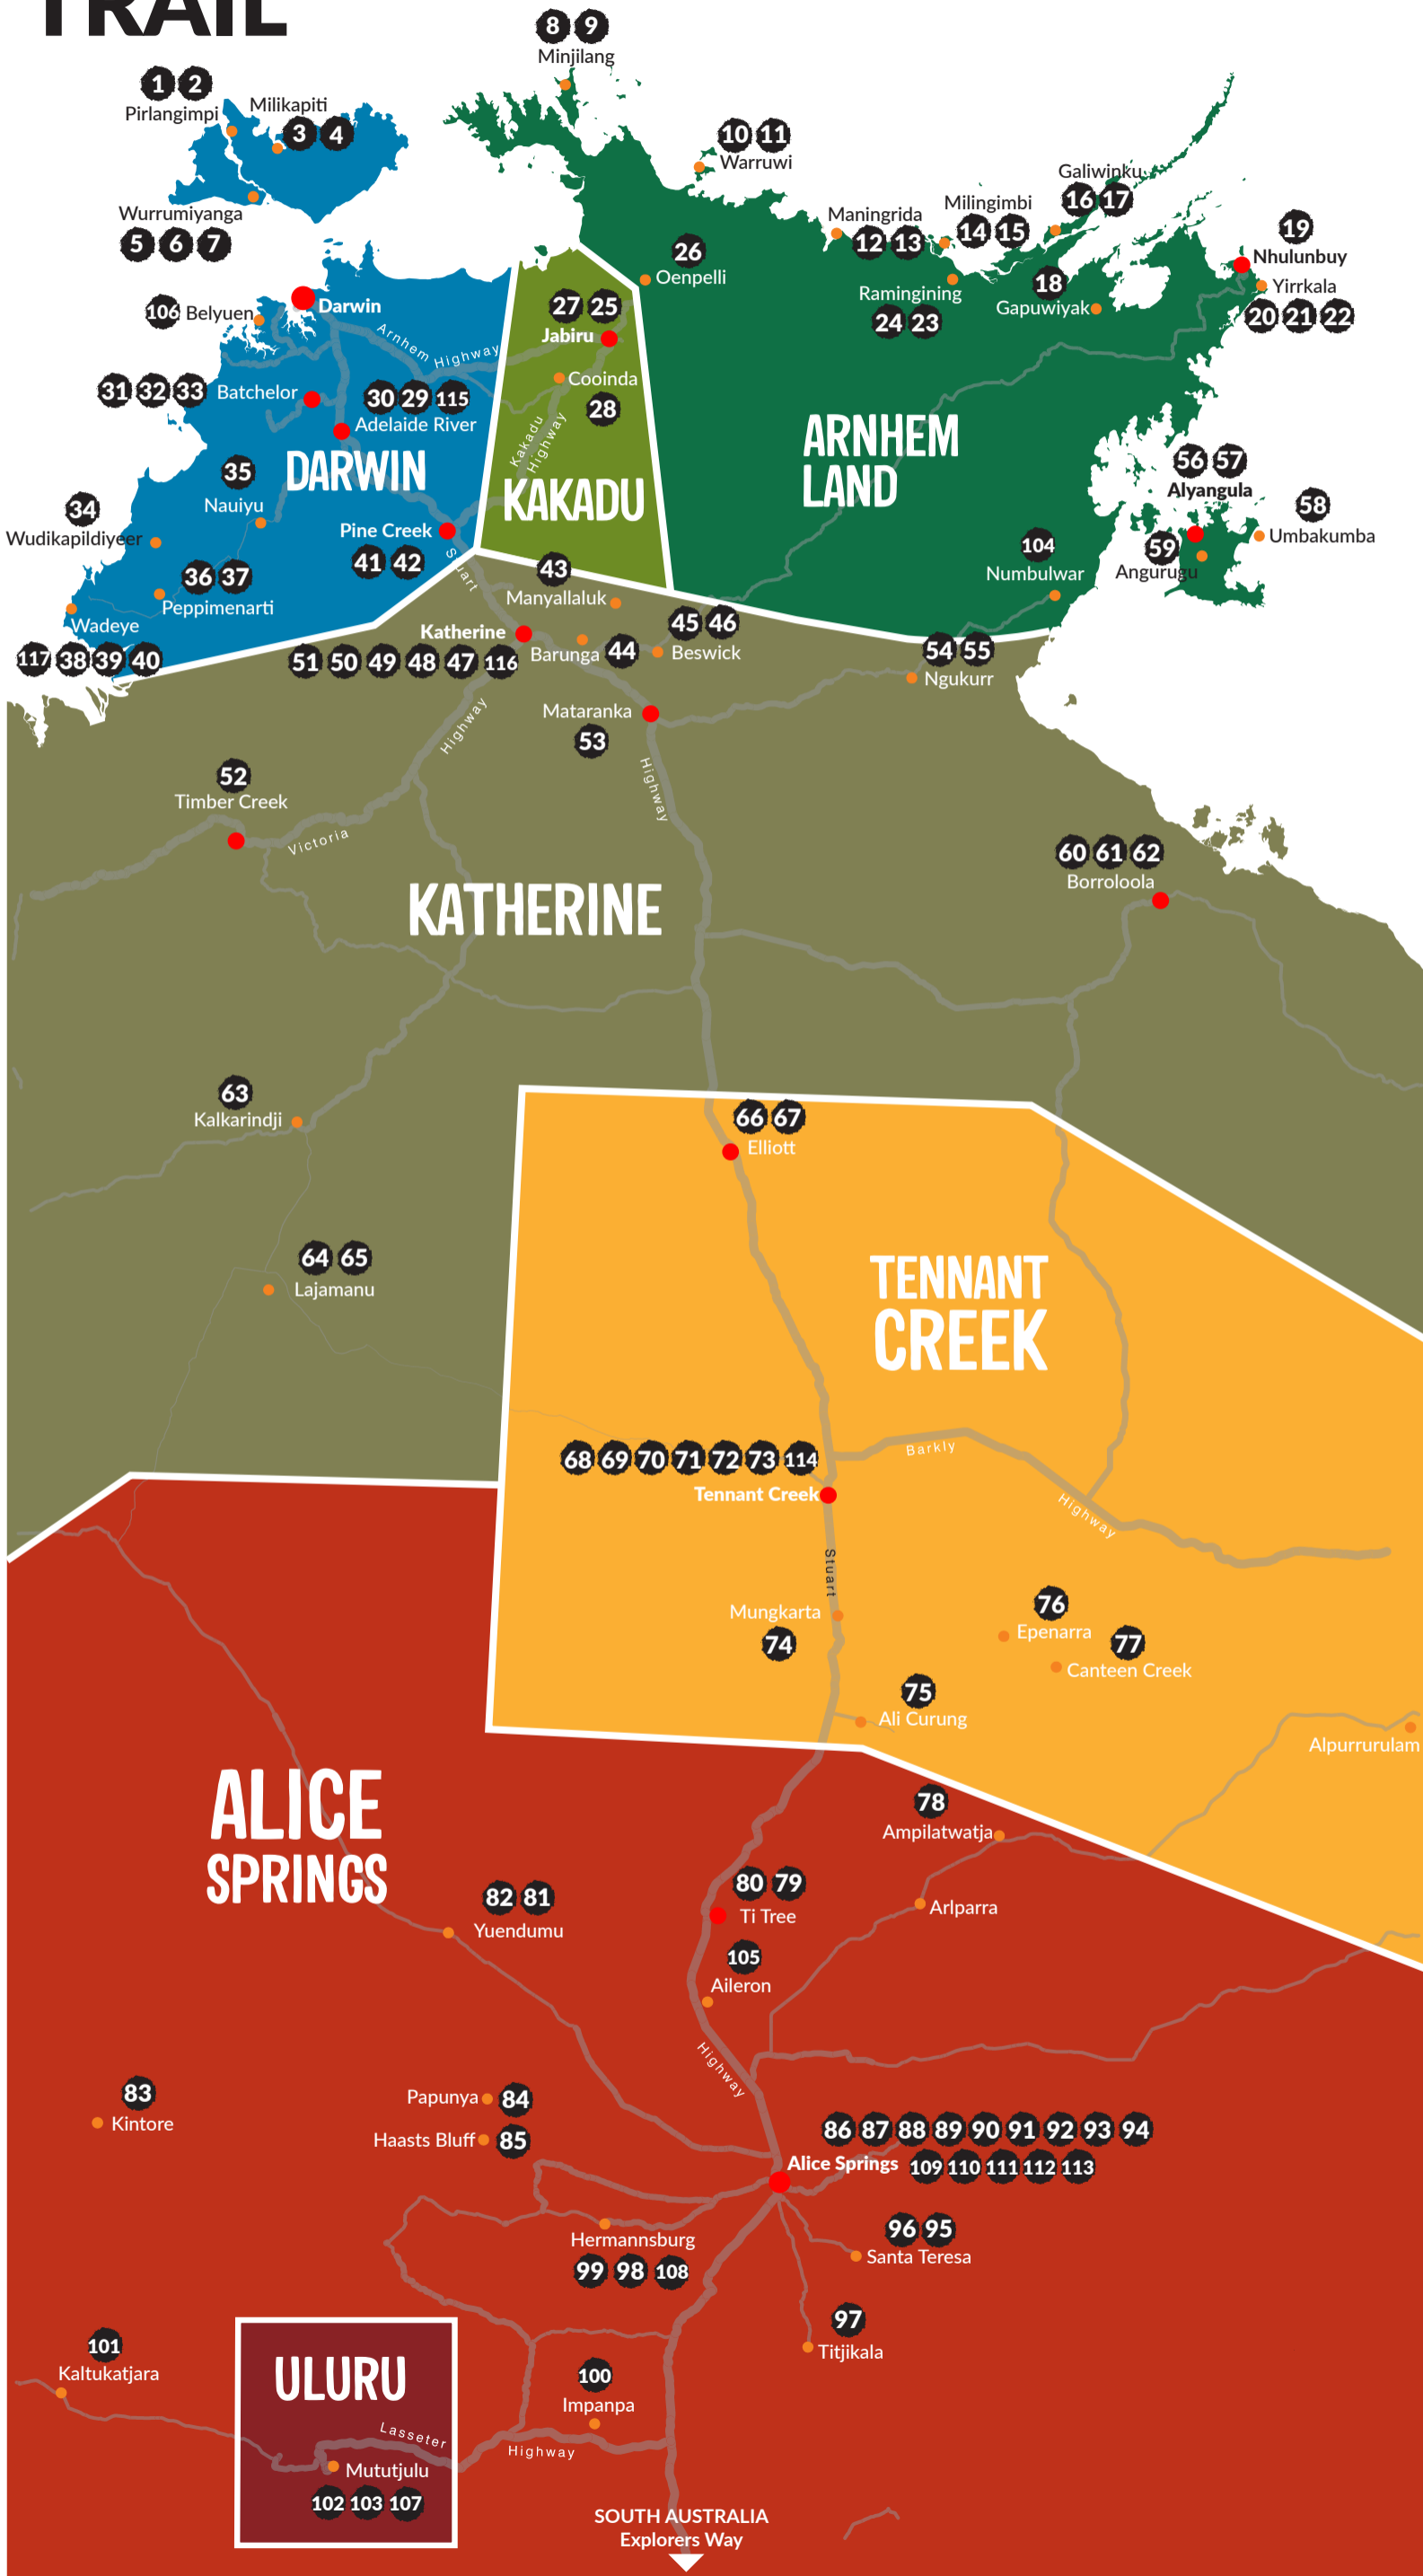 TRAIL
8 9
Minjilang
1 2
Pirlangimpi
Milikapiti
3 4
10 11
Warruwi
Galiwinku
16 17
Wurrumiyanga
5 6 7
Maningrida
12 13
Milingimbi
14 15
19
Nhulunbuy
26
Oenpelli
Yirrkala
20 21 22
Ramingining
24 23
18
Gapuwiyak
106 Belyuen
Darwin
27 25
Jabiru
Arnhem Highway
Cooinda
28
31 32 33 Batchelor
30 29 115
Adelaide River
Kakadu
Highway
DARWIN
KAKADU
ARNHEM
LAND
35
Nauiyu
34
Wudikapildiyeer
56 57
Alyangula
58
Umbakumba
59
Angurugu
Pine Creek
41 42
Stuart
104
Numbulwar
36 37
Peppimenarti
43
Manyallaluk
Wadeye
117 38 39 40
Katherine
51 50 49 48 47 116
Barunga 44
45 46
Beswick
54 55
Ngukurr
Mataranka
53
Highway
Highway
52
Timber Creek
Victoria
60 61 62
Borroloola
KATHERINE
63
Kalkarindji
66 67
Elliott
64 65
Lajamanu
TENNANT
CREEK
68 69 70 71 72 73 114
Tennant Creek
Barkly
Highway
Stuart
Mungkarta
74
76
Epenarra
77
Canteen Creek
75
Ali Curung
Alpurrurulam
ALICE
SPRINGS
78
Ampilatwatja
80 79
Ti Tree
Arlparra
82 81
Yuendumu
105
Aileron
Highway
83
Kintore
Papunya 84
Haasts Bluff 85
86 87 88 89 90 91 92 93 94
Alice Springs 109 110 111 112 113
Hermannsburg
99 98 108
96 95
Santa Teresa
97
Titjikala
101
Kaltukatjara
ULURU
100
Impanpa
Lasseter
Highway
Mututjulu
102 103 107
SOUTH AUSTRALIA
Explorers Way